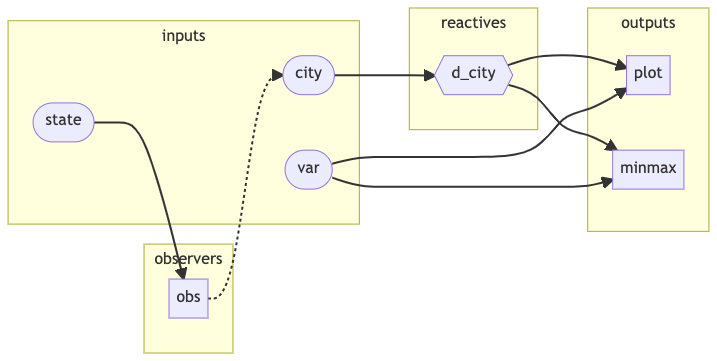 inputs
state
city
var
reactives
d_city
outputs
plot
minmax
observers
obs